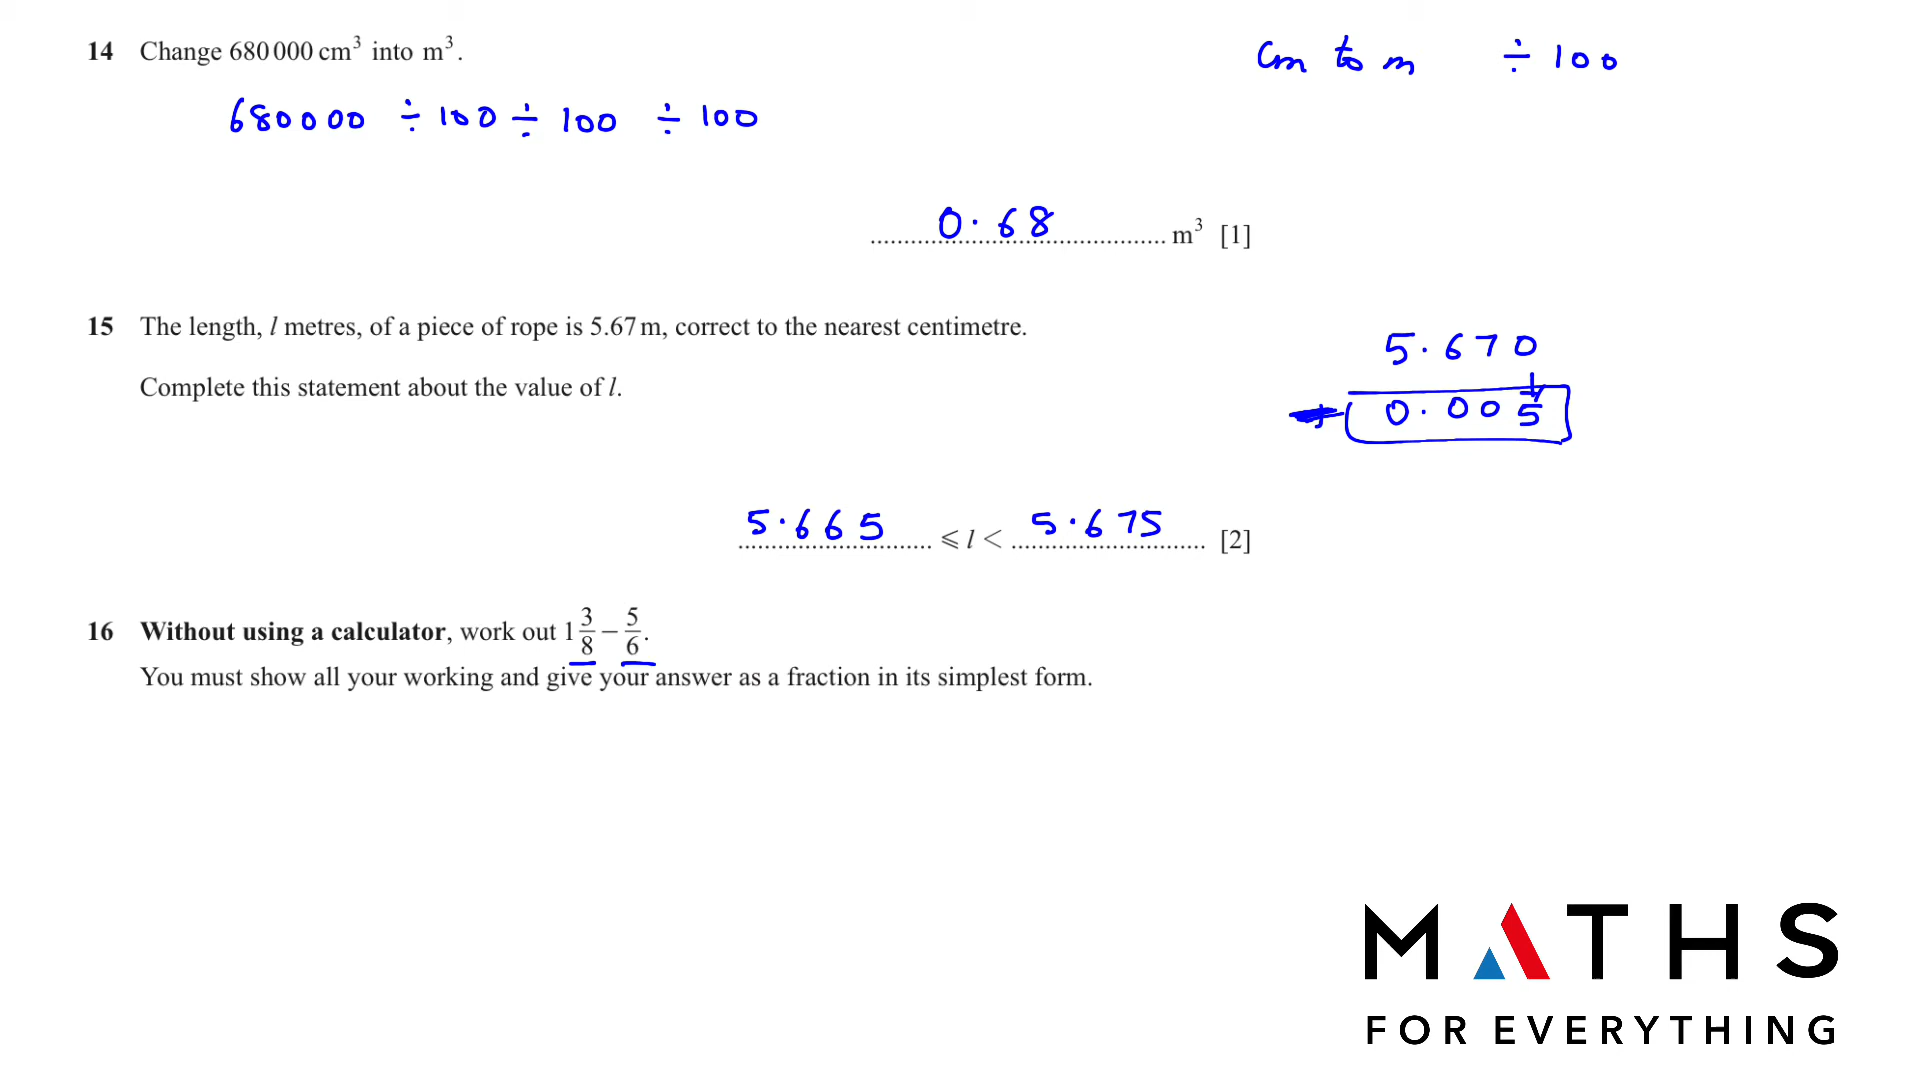 14 Change 680 000 cm³ into m³.
cm to m ÷ 100
680000 ÷ 100 ÷ 100 ÷ 100
0.68 m³ [1]
15 The length, l metres, of a piece of rope is 5.67 m, correct to the nearest centimetre.
5.670
Complete this statement about the value of l.
0.005
5.665 ⩽ l < 5.675 [2]
16 Without using a calculator, work out 1 3/8 − 5/6.
You must show all your working and give your answer as a fraction in its simplest form.
MATHS
FOR EVERYTHING